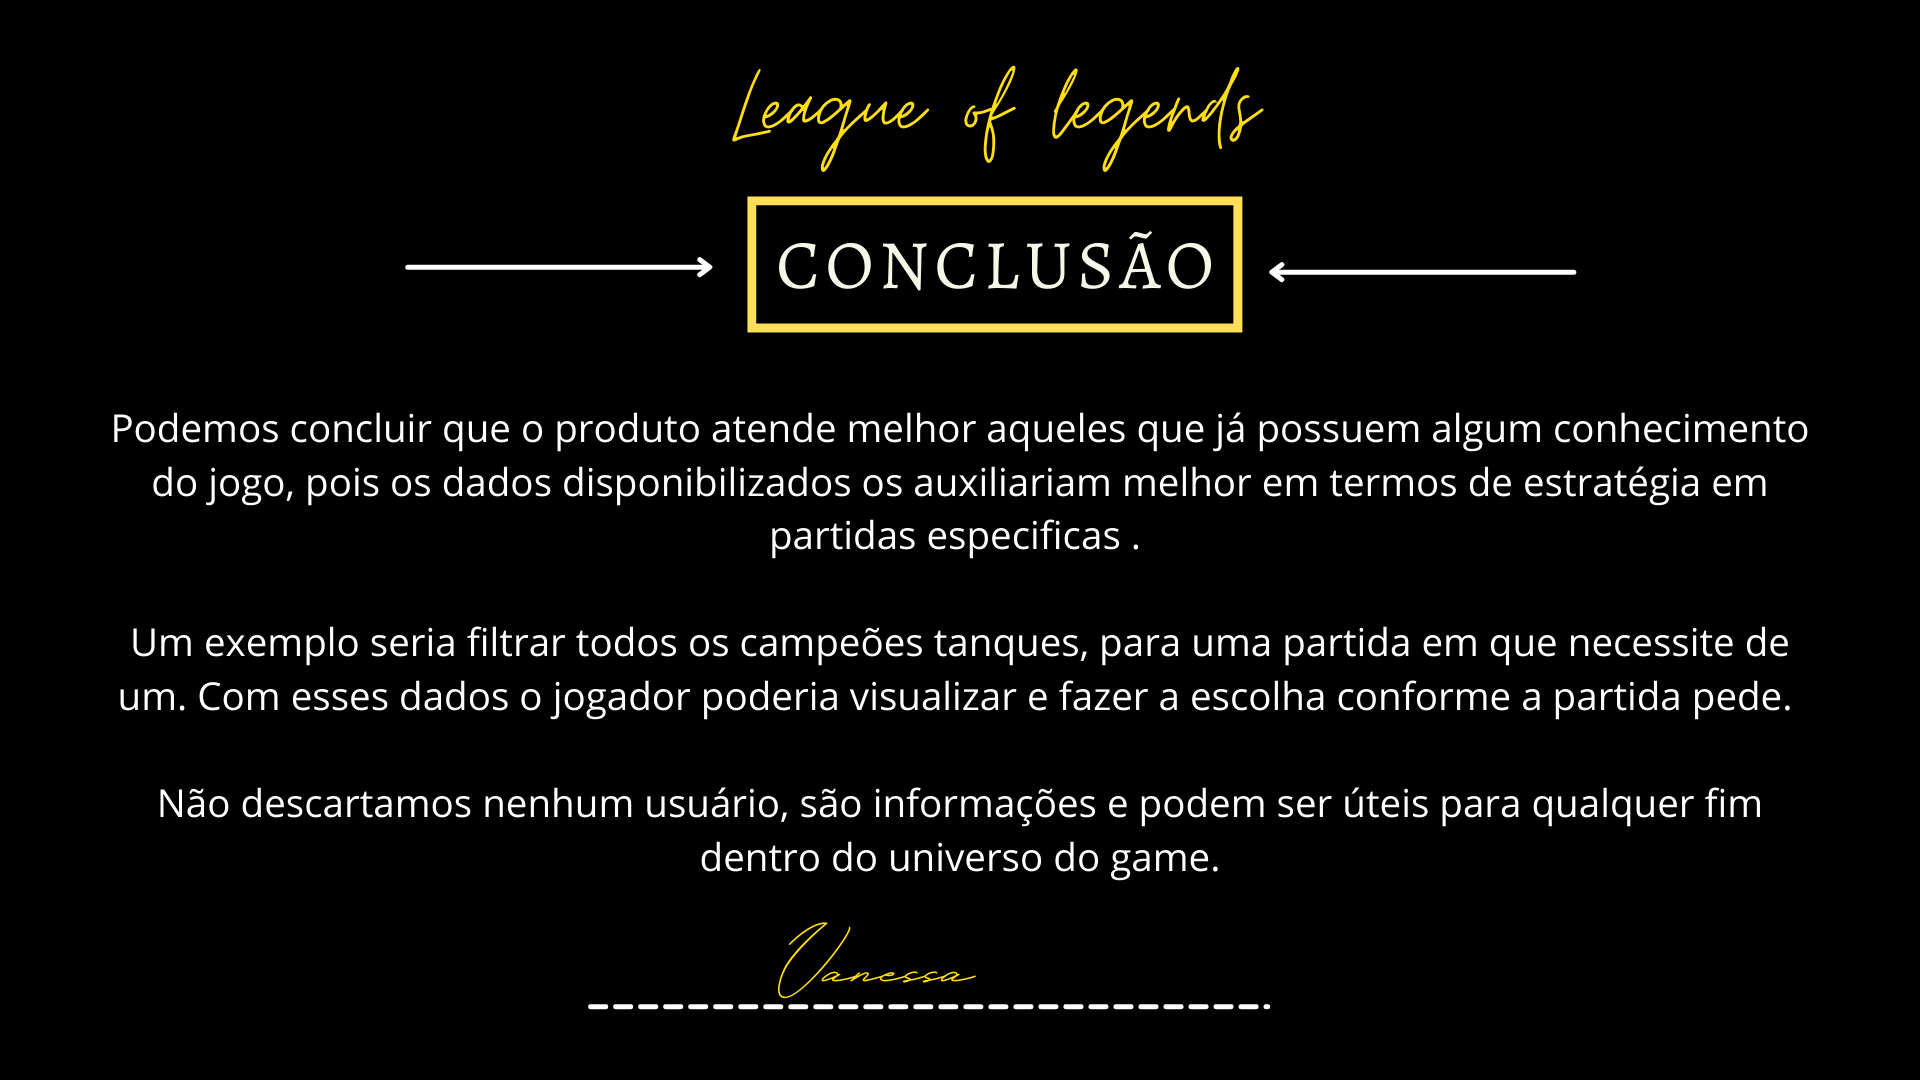 League of legends
CONCLUSÃO
Podemos concluir que o produto atende melhor aqueles que já possuem algum conhecimento
do jogo, pois os dados disponibilizados os auxiliariam melhor em termos de estratégia em
partidas especificas .
Um exemplo seria filtrar todos os campeões tanques, para uma partida em que necessite de
um. Com esses dados o jogador poderia visualizar e fazer a escolha conforme a partida pede.
Não descartamos nenhum usuário, são informações e podem ser úteis para qualquer fim
dentro do universo do game.
Vanessa